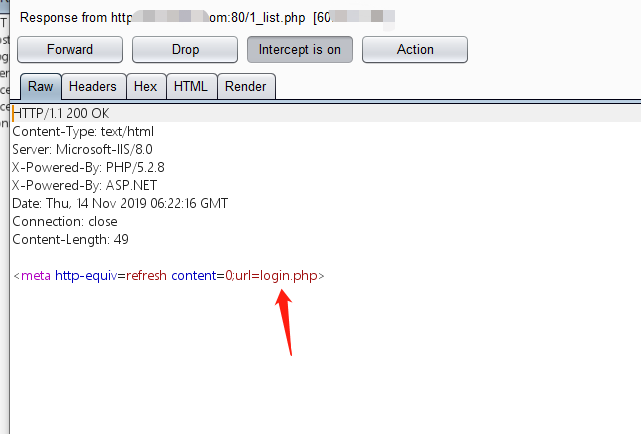 Response from http om:80/1_list.php [60
Forward Drop Intercept is on Action
Raw Headers Hex HTML Render
HTTP/1.1 200 OK
Content-Type: text/html
Server: Microsoft-IIS/8.0
X-Powered-By: PHP/5.2.8
X-Powered-By: ASP.NET
Date: Thu, 14 Nov 2019 06:22:16 GMT
Connection: close
Content-Length: 49
<meta http-equiv=refresh content=0;url=login.php>